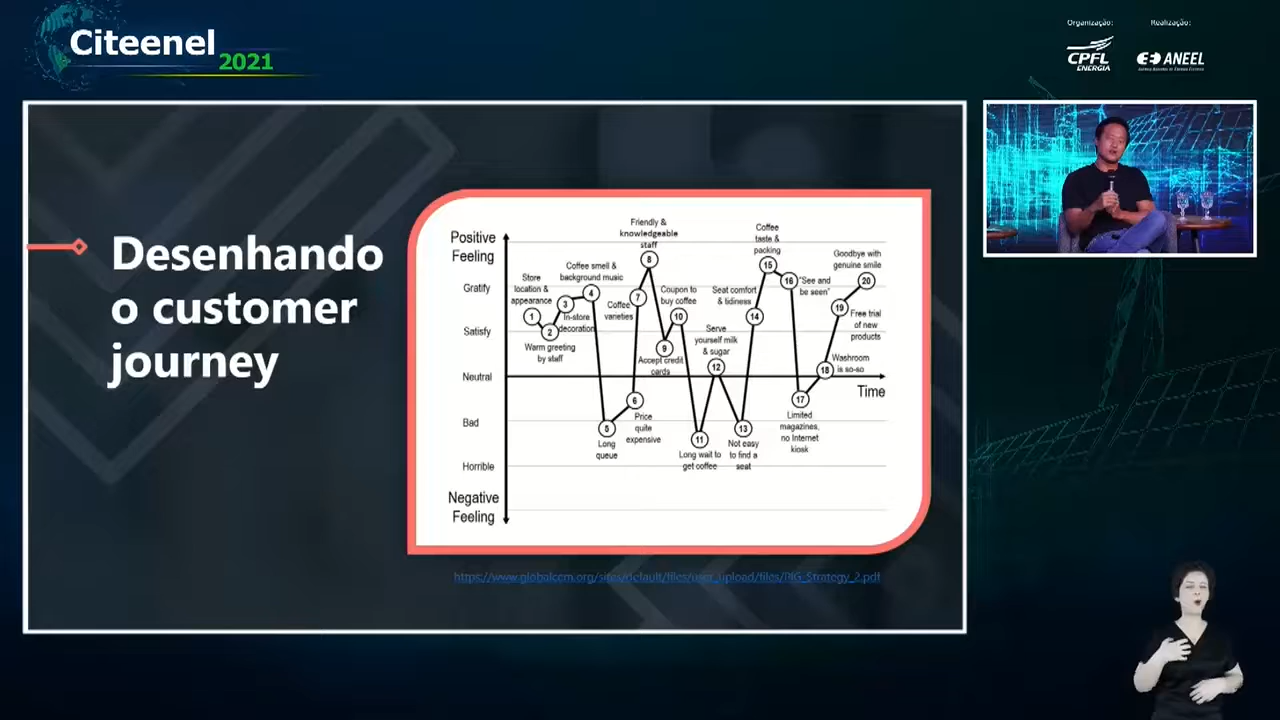 Citeenel
2021
Organização:
Realização:
CPFL
ENERGIA
ANEEL
Desenhando
o customer
journey
Positive
Feeling
Gratify
Satisfy
Neutral
Bad
Horrible
Negative
Feeling
Time
1
Store
location &
appearance
2
Warm greeting
by staff
3
In-store
decoration
4
Coffee smell &
background music
5
Long
queue
6
Price
quite
expensive
7
Coffee
varieties
8
Friendly &
knowledgeable
staff
9
Accept credit
cards
10
Coupon to
buy coffee
11
Long wait to
get coffee
12
Serve
yourself milk
& sugar
13
Not easy
to find a
seat
14
Seat comfort
& tidiness
15
Coffee
taste &
packing
16
"See and
be seen"
17
Limited
magazines,
no Internet
kiosk
18
Washroom
is so-so
19
Free trial
of new
products
20
Goodbye with
genuine smile